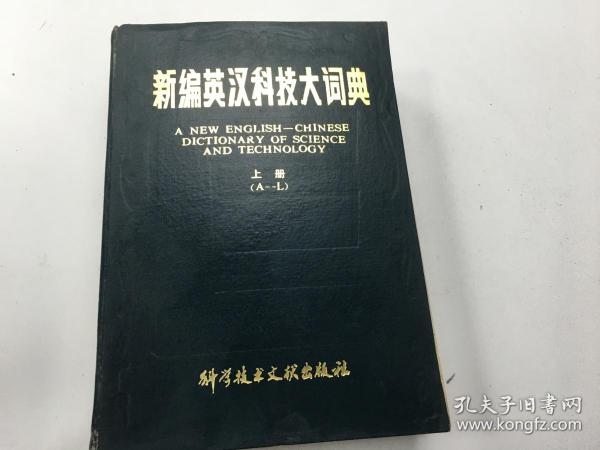 新编英汉科技大词典
A NEW ENGLISH—CHINESE
DICTIONARY OF SCIENCE
AND TECHNOLOGY
上册
(A--L)
科学技术文献出版社
孔夫子旧书网
www.kongfz.com